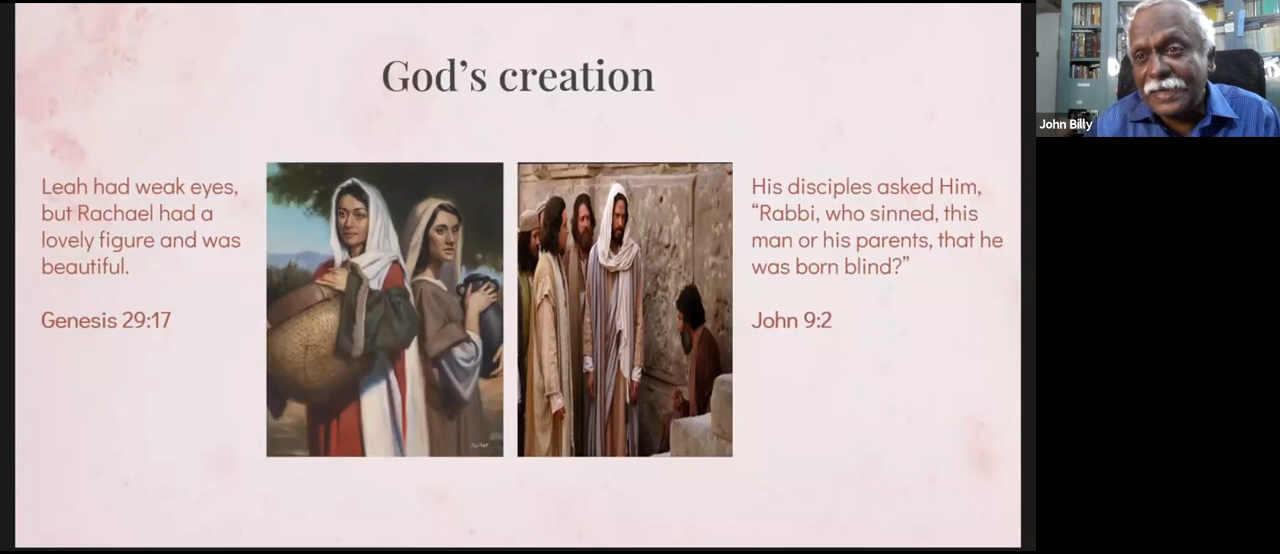 God’s creation
Leah had weak eyes,
but Rachael had a
lovely figure and was
beautiful.
Genesis 29:17
His disciples asked Him,
“Rabbi, who sinned, this
man or his parents, that he
was born blind?”
John 9:2
John Billy